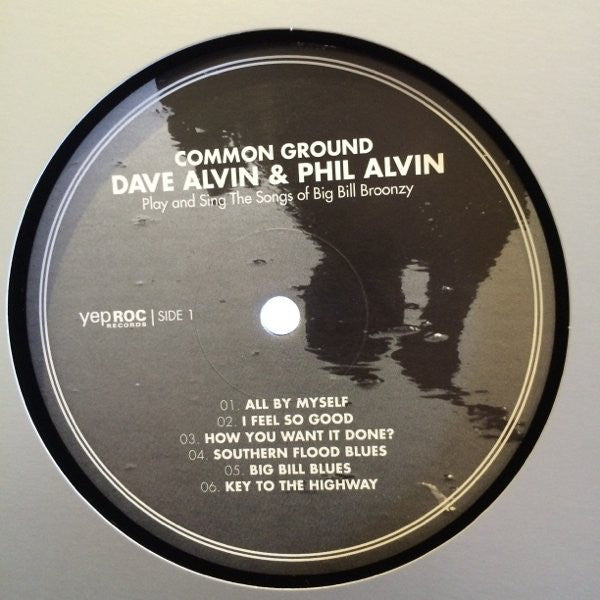 COMMON GROUND
DAVE ALVIN & PHIL ALVIN
Play and Sing The Songs of Big Bill Broonzy
yepROC
RECORDS
SIDE 1
01. ALL BY MYSELF
02. I FEEL SO GOOD
03. HOW YOU WANT IT DONE?
04. SOUTHERN FLOOD BLUES
05. BIG BILL BLUES
06. KEY TO THE HIGHWAY